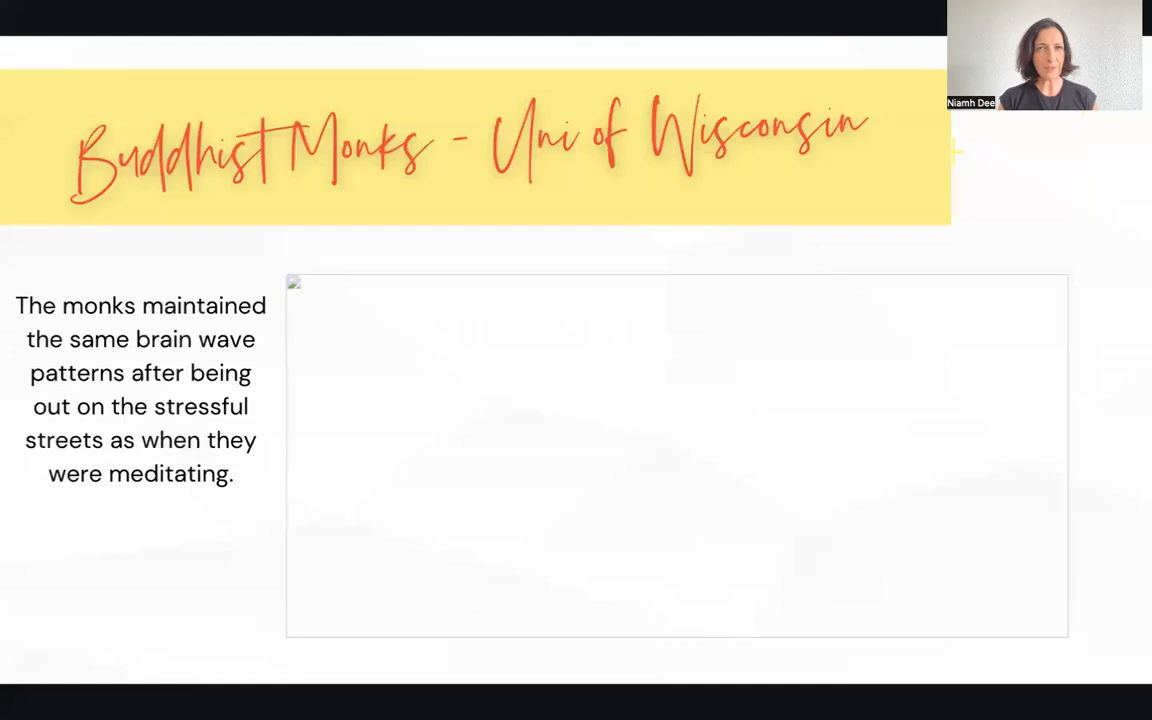 Buddhist Monks - Uni of Wisconsin
Niamh Dee
The monks maintained
the same brain wave
patterns after being
out on the stressful
streets as when they
were meditating.